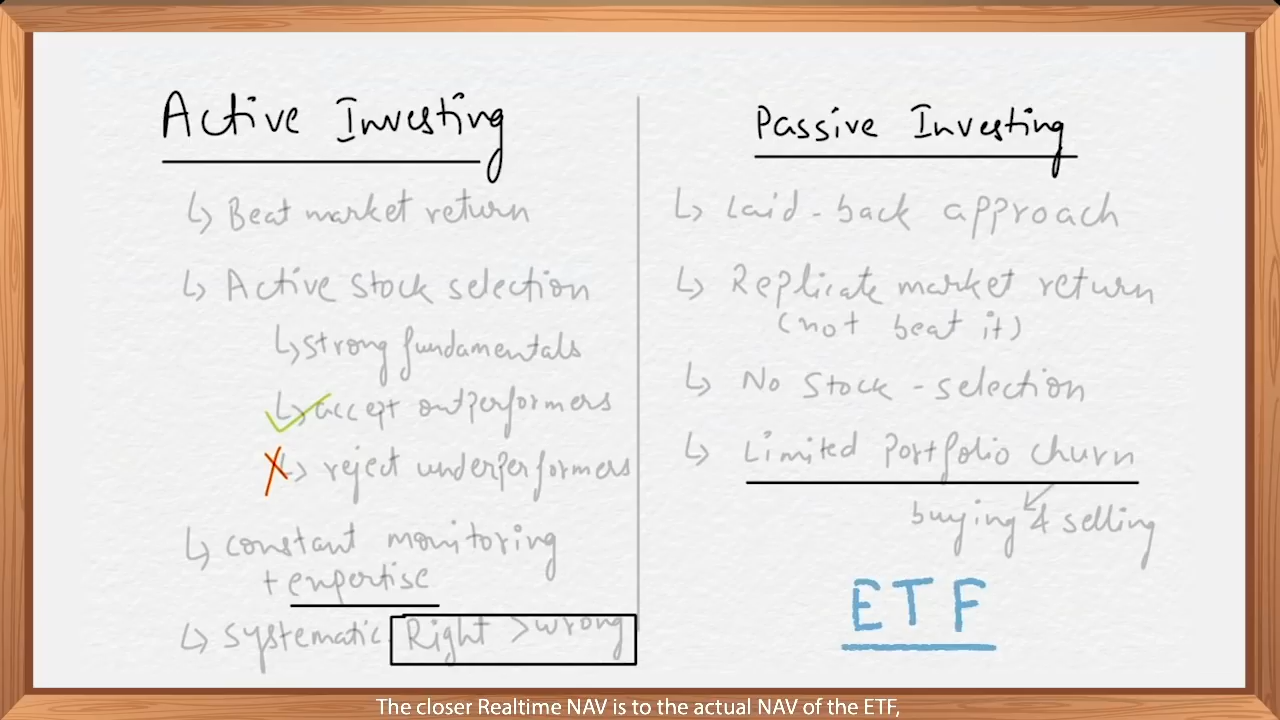 Active Investing
↳ Beat market return
↳ Active stock selection
↳ strong fundamentals
↳ accept outperformers
↳ reject underperformers
↳ constant monitoring
+ expertise
↳ systematic. Right > wrong
Passive Investing
↳ Laid-back approach
↳ Replicate market return
(not beat it)
↳ No Stock-selection
↳ Limited Portfolio churn
buying & selling
ETF
The closer Realtime NAV is to the actual NAV of the ETF,